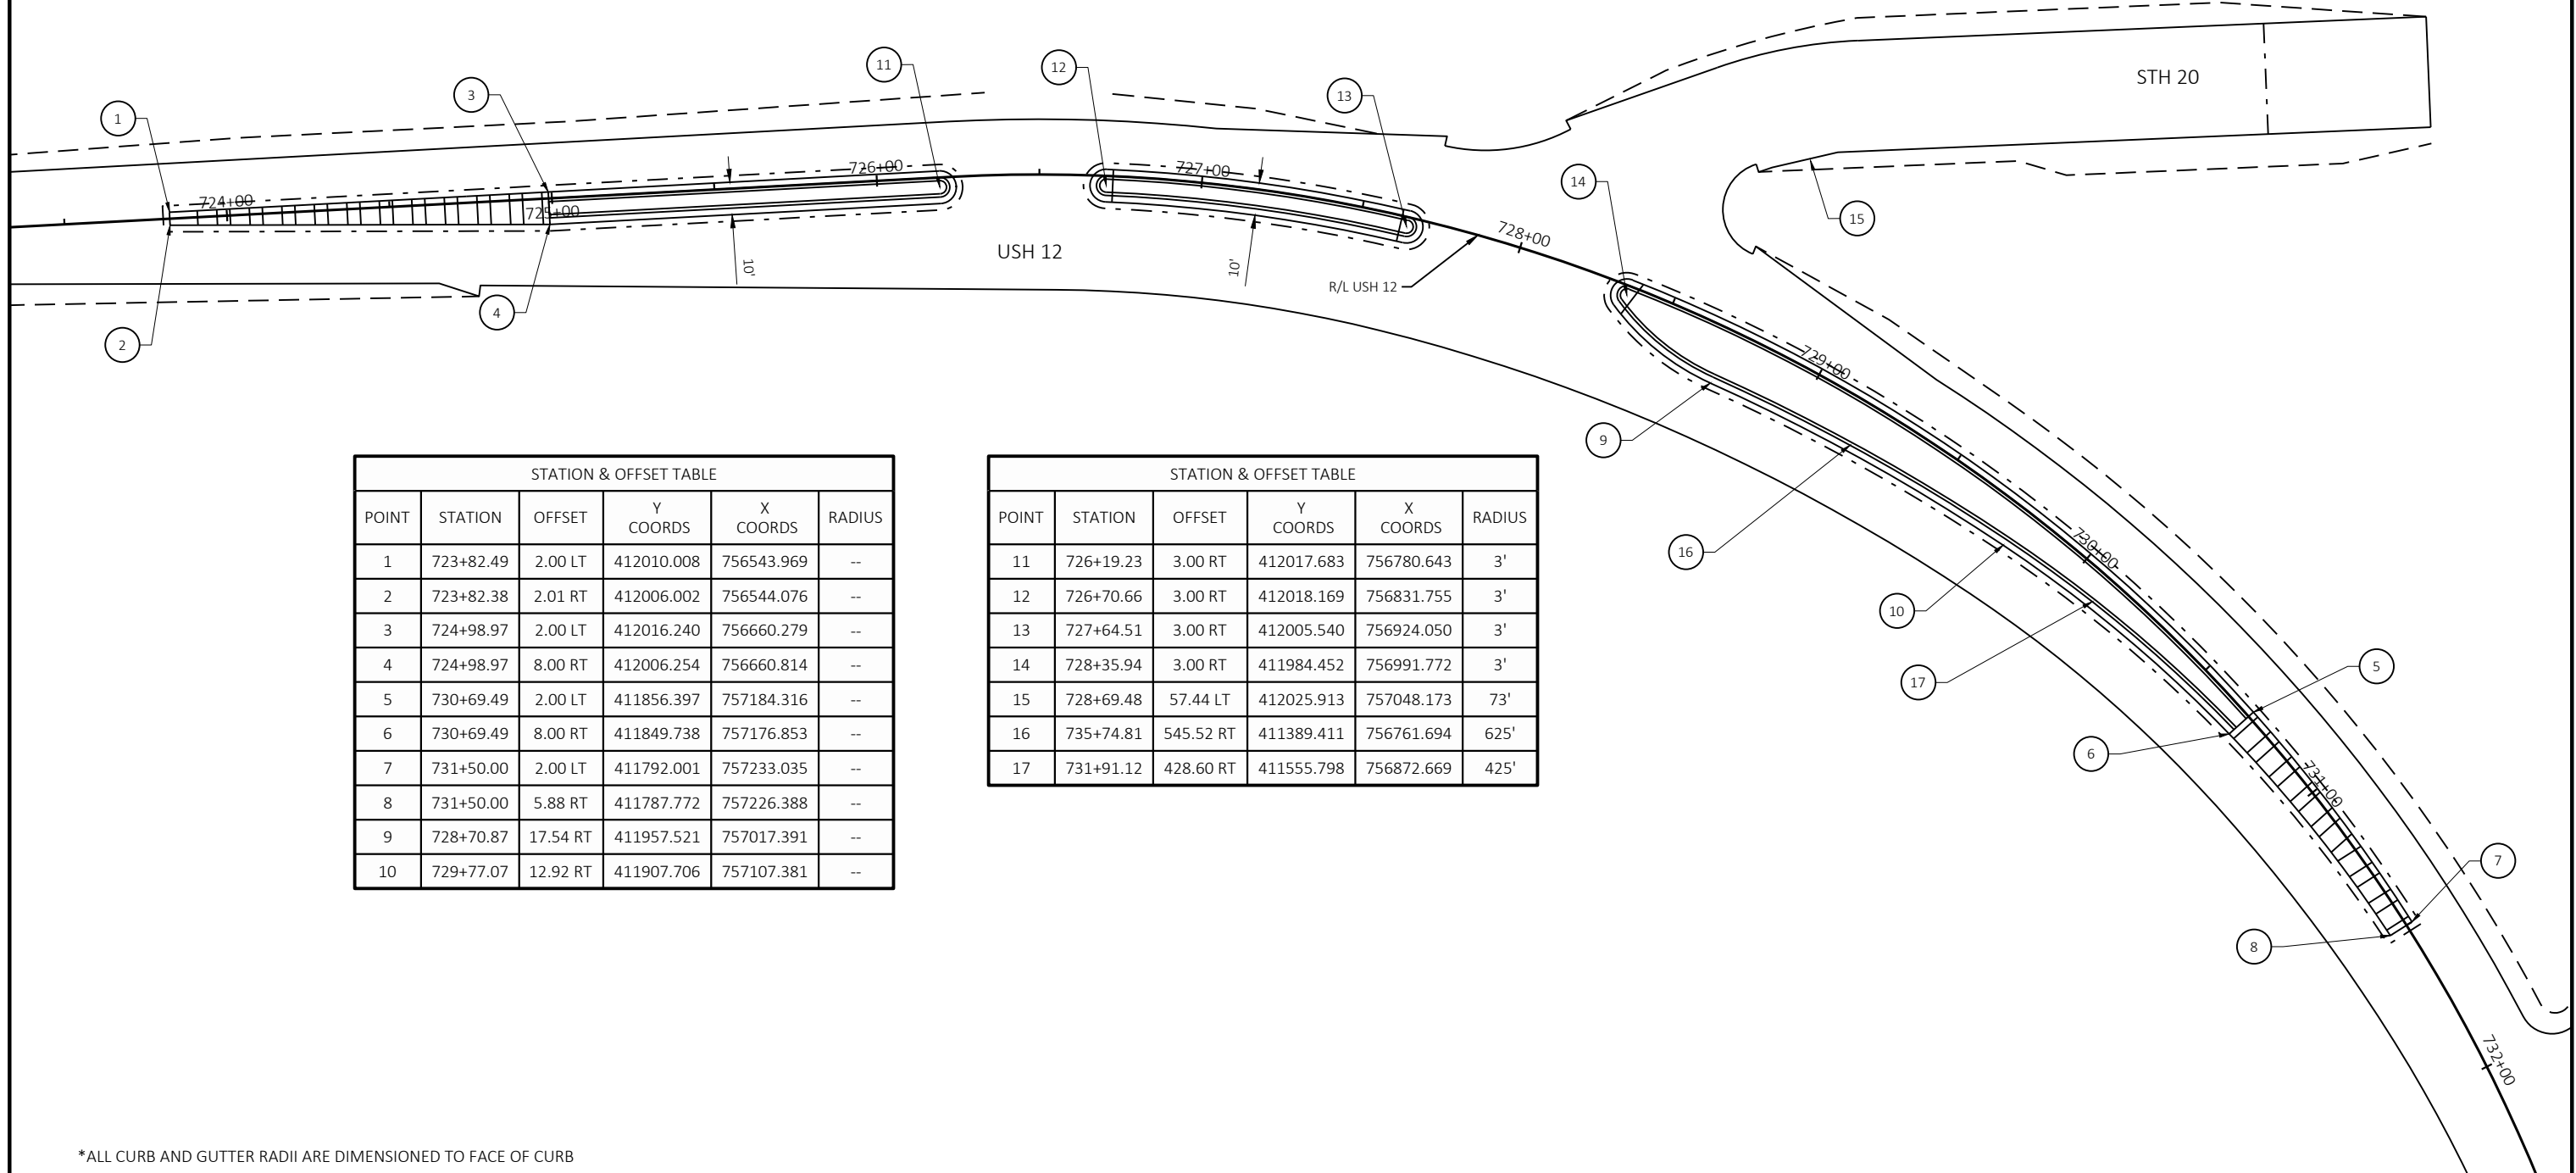 STH 20
11
12
3
13
1
726+00
727+00
14
724+00
725+00
15
728+00
USH 12
10'
10'
R/L USH 12
4
2
729+00
9
STATION & OFFSET TABLE
POINT STATION OFFSET Y COORDS X COORDS RADIUS
1 723+82.49 2.00 LT 412010.008 756543.969 --
2 723+82.38 2.01 RT 412006.002 756544.076 --
3 724+98.97 2.00 LT 412016.240 756660.279 --
4 724+98.97 8.00 RT 412006.254 756660.814 --
5 730+69.49 2.00 LT 411856.397 757184.316 --
6 730+69.49 8.00 RT 411849.738 757176.853 --
7 731+50.00 2.00 LT 411792.001 757233.035 --
8 731+50.00 5.88 RT 411787.772 757226.388 --
9 728+70.87 17.54 RT 411957.521 757017.391 --
10 729+77.07 12.92 RT 411907.706 757107.381 --
STATION & OFFSET TABLE
POINT STATION OFFSET Y COORDS X COORDS RADIUS
11 726+19.23 3.00 RT 412017.683 756780.643 3'
12 726+70.66 3.00 RT 412018.169 756831.755 3'
13 727+64.51 3.00 RT 412005.540 756924.050 3'
14 728+35.94 3.00 RT 411984.452 756991.772 3'
15 728+69.48 57.44 LT 412025.913 757048.173 73'
16 735+74.81 545.52 RT 411389.411 756761.694 625'
17 731+91.12 428.60 RT 411555.798 756872.669 425'
16
730+00
10
17
5
6
731+00
7
8
732+00
*ALL CURB AND GUTTER RADII ARE DIMENSIONED TO FACE OF CURB